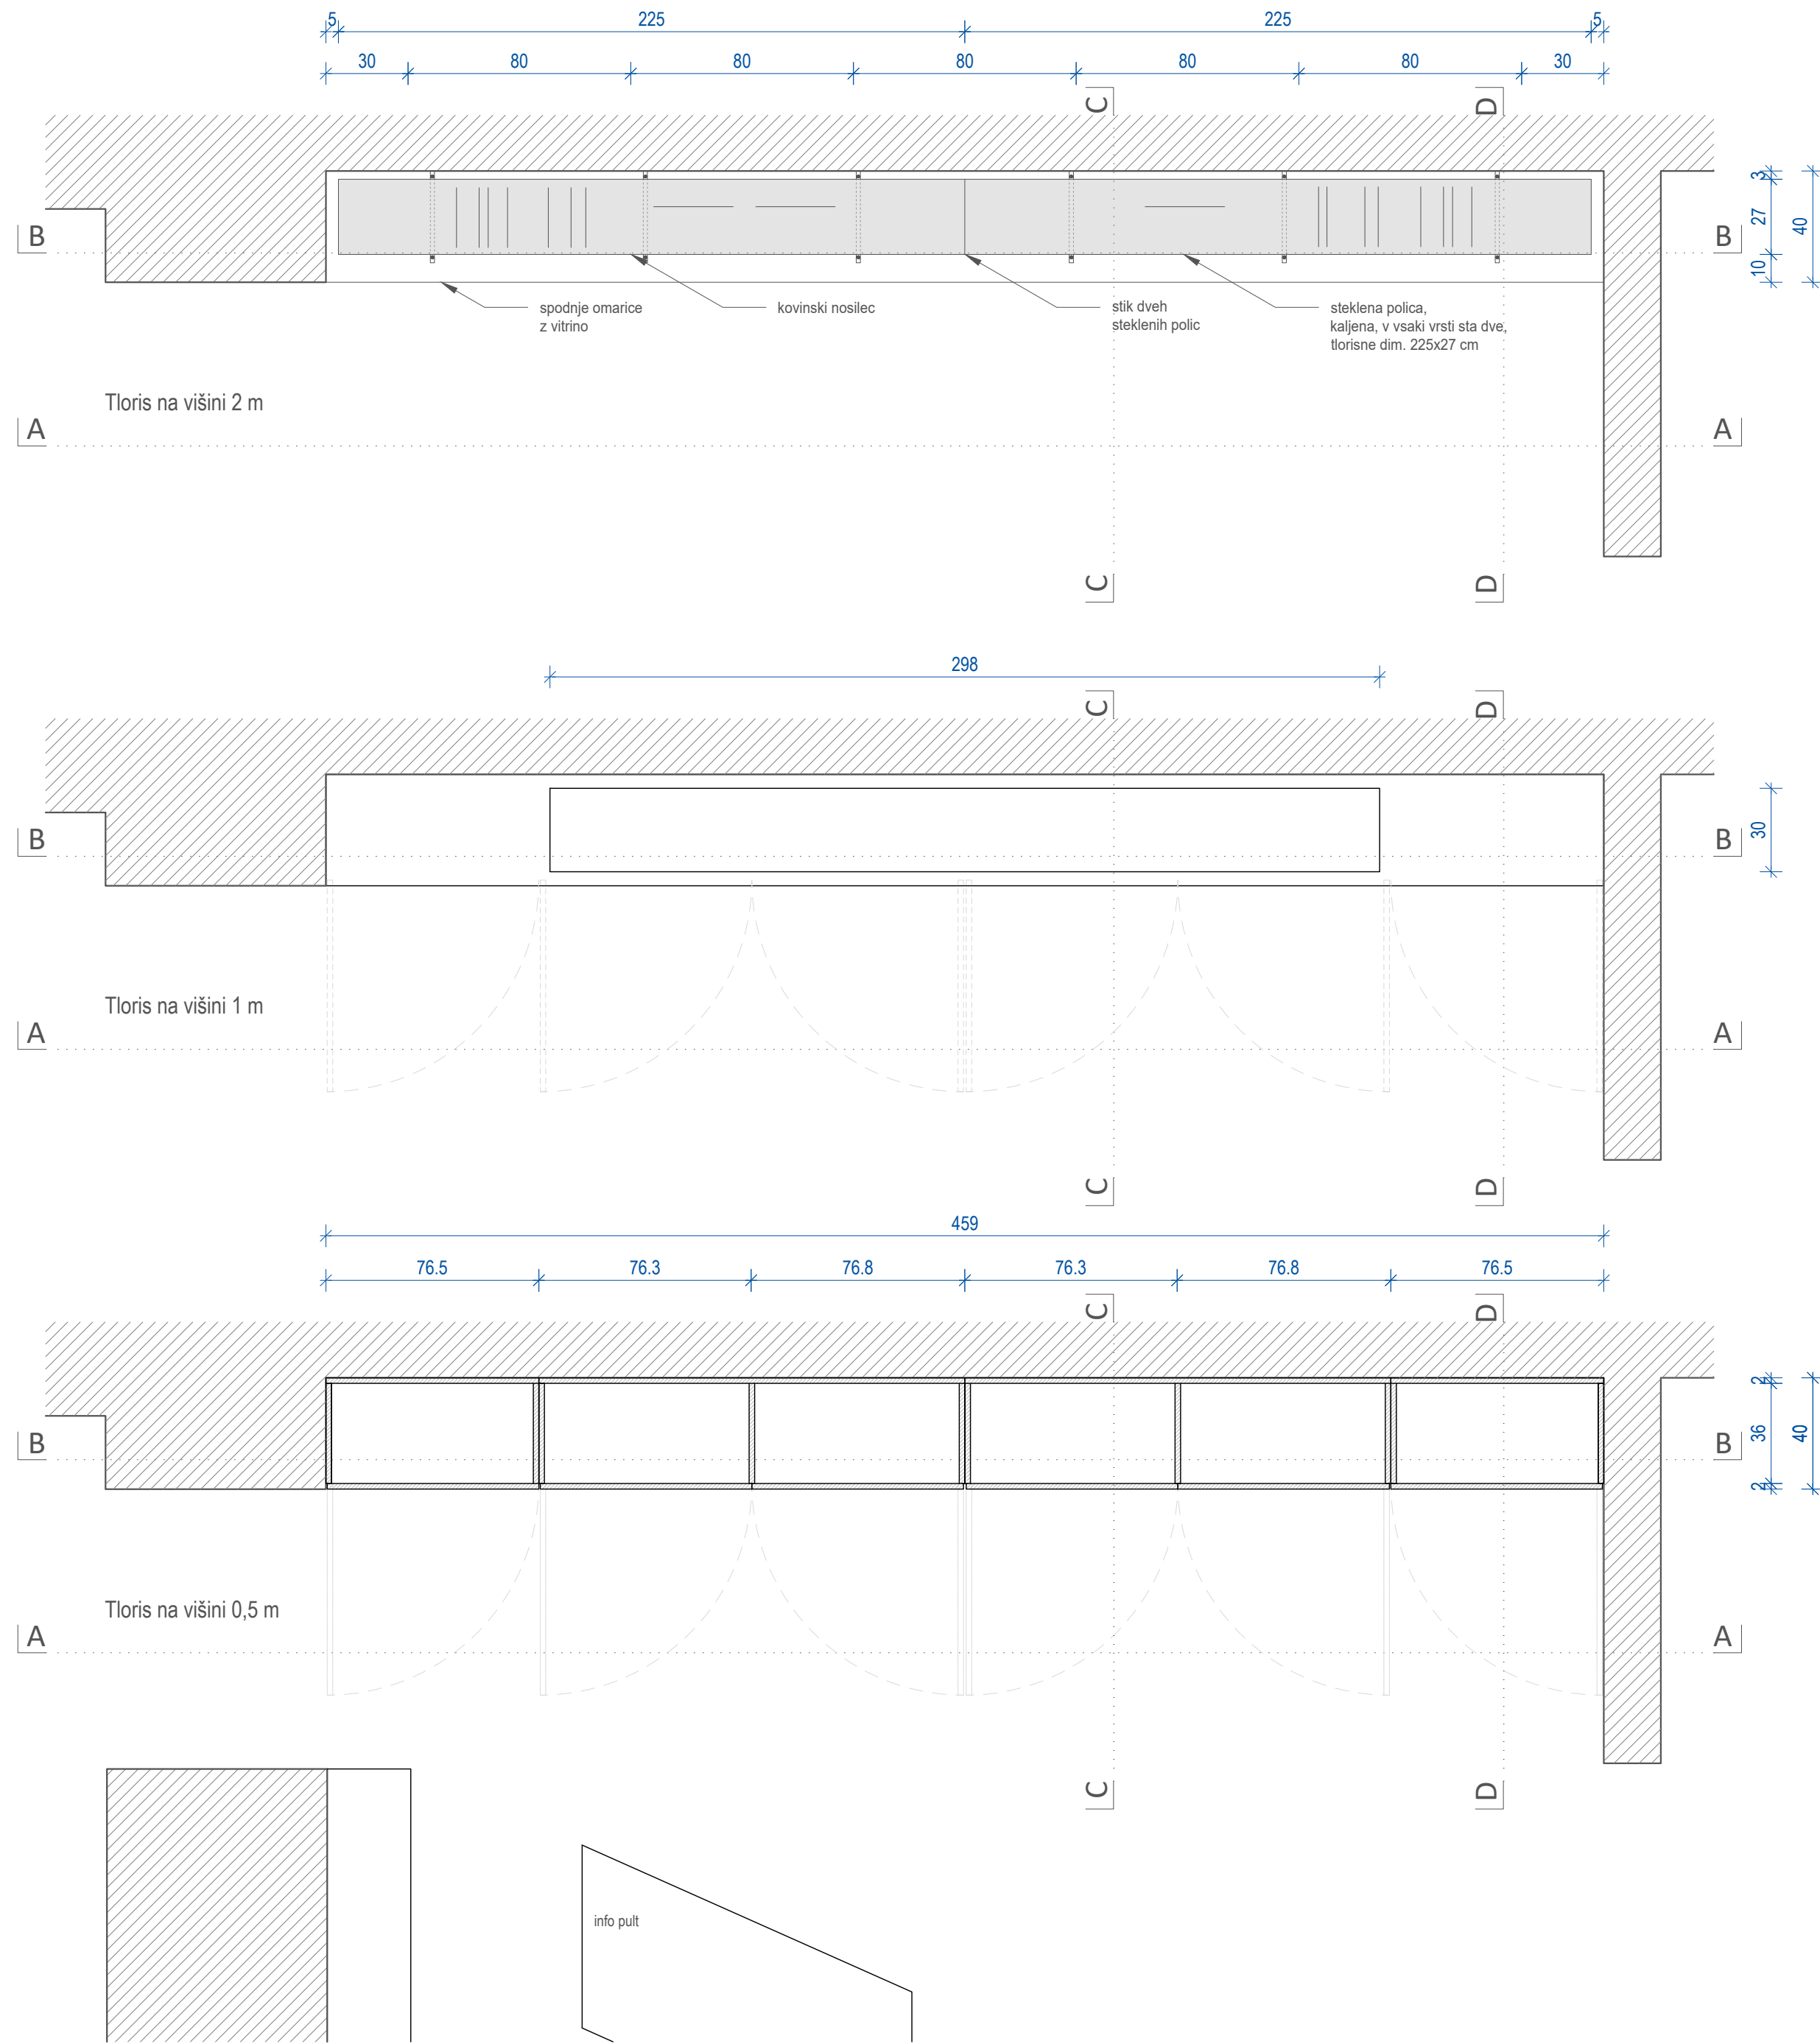 5 225 225 5
30 80 80 80 80 80 30
C D
3
27
40
10
B B
spodnje omarice
z vitrino
kovinski nosilec
stik dveh
steklenih polic
steklena polica,
kaljena, v vsaki vrsti sta dve,
tlorisne dim. 225x27 cm
Tloris na višini 2 m
A A
C D
298
C D
30
B B
Tloris na višini 1 m
A A
C D
459
76.5 76.3 76.8 76.3 76.8 76.5
C D
2
36
40
2
B B
Tloris na višini 0,5 m
A A
C D
info pult